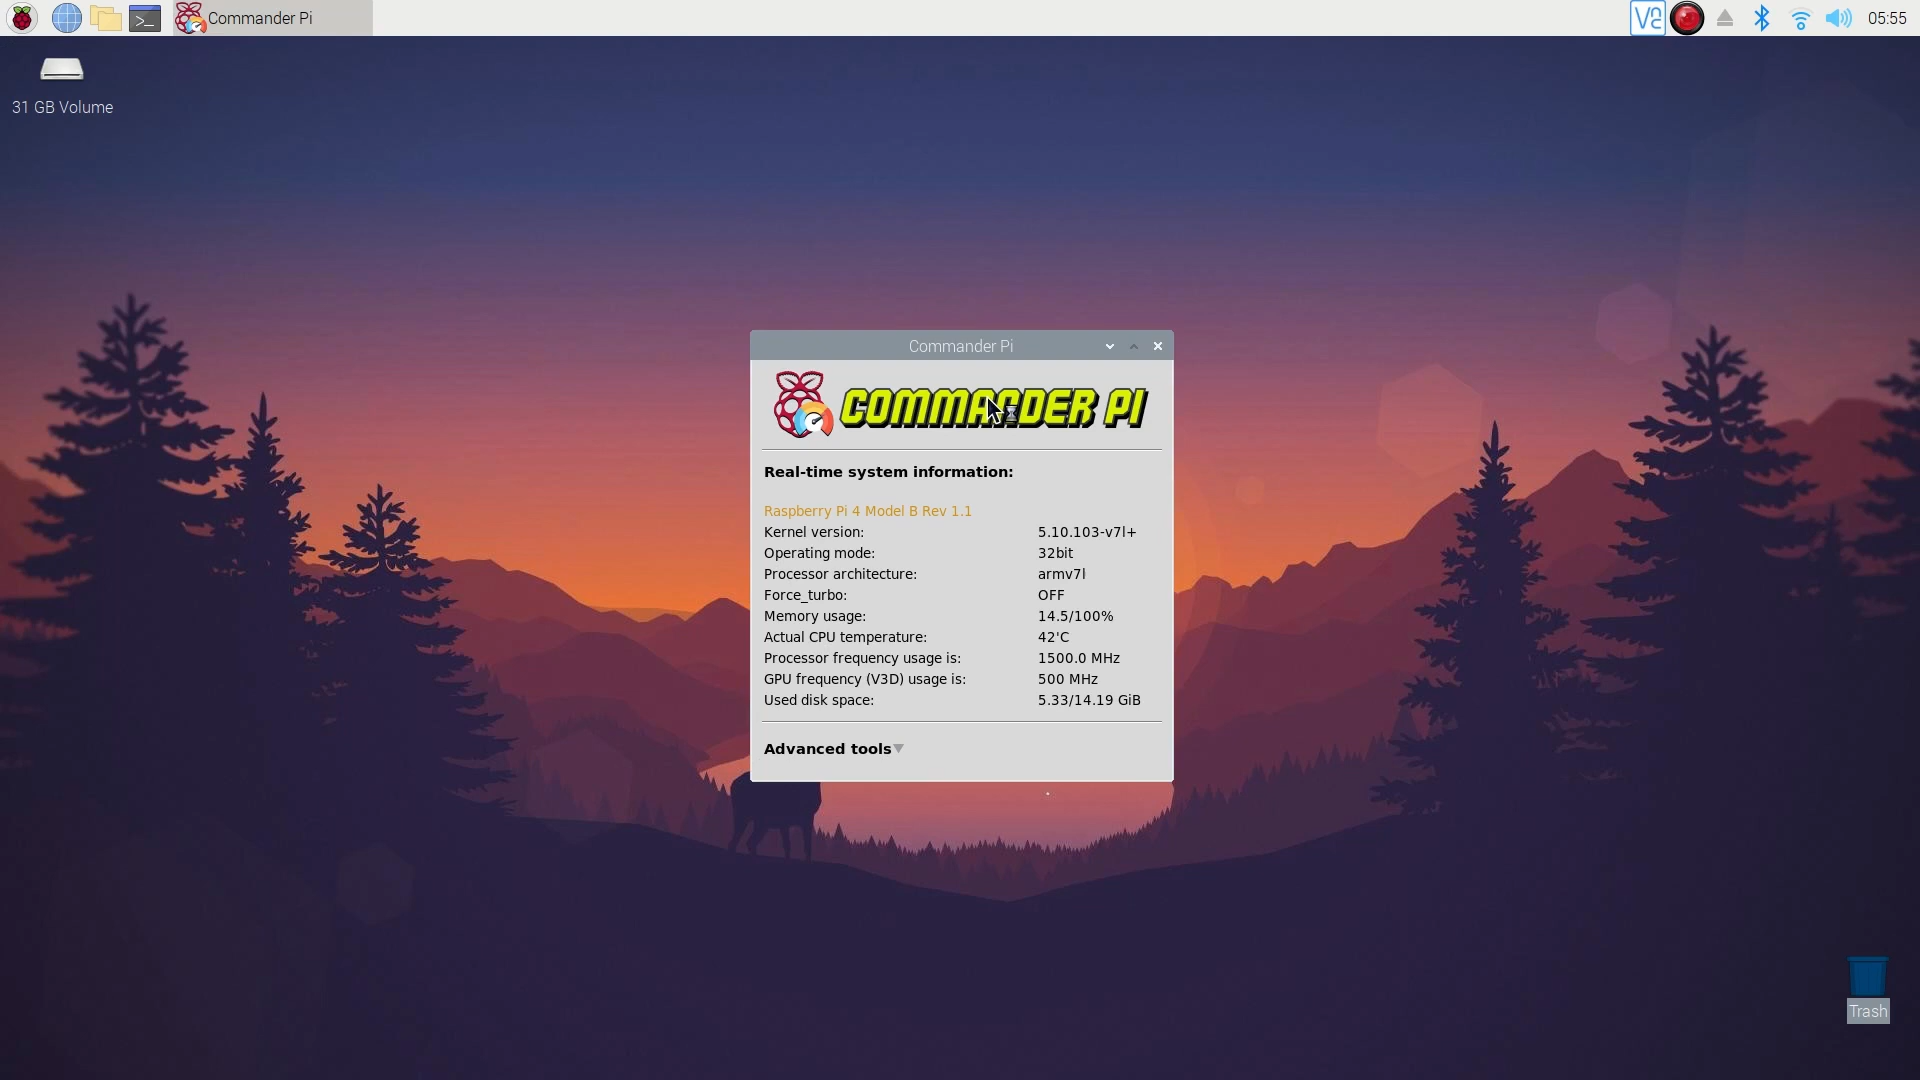 Commander Pi
VNC
05:55
31 GB Volume
Commander Pi
COMMANDER PI
Real-time system information:
Raspberry Pi 4 Model B Rev 1.1
Kernel version: 5.10.103-v7l+
Operating mode: 32bit
Processor architecture: armv7l
Force_turbo: OFF
Memory usage: 14.5/100%
Actual CPU temperature: 42'C
Processor frequency usage is: 1500.0 MHz
GPU frequency (V3D) usage is: 500 MHz
Used disk space: 5.33/14.19 GiB
Advanced tools
Trash